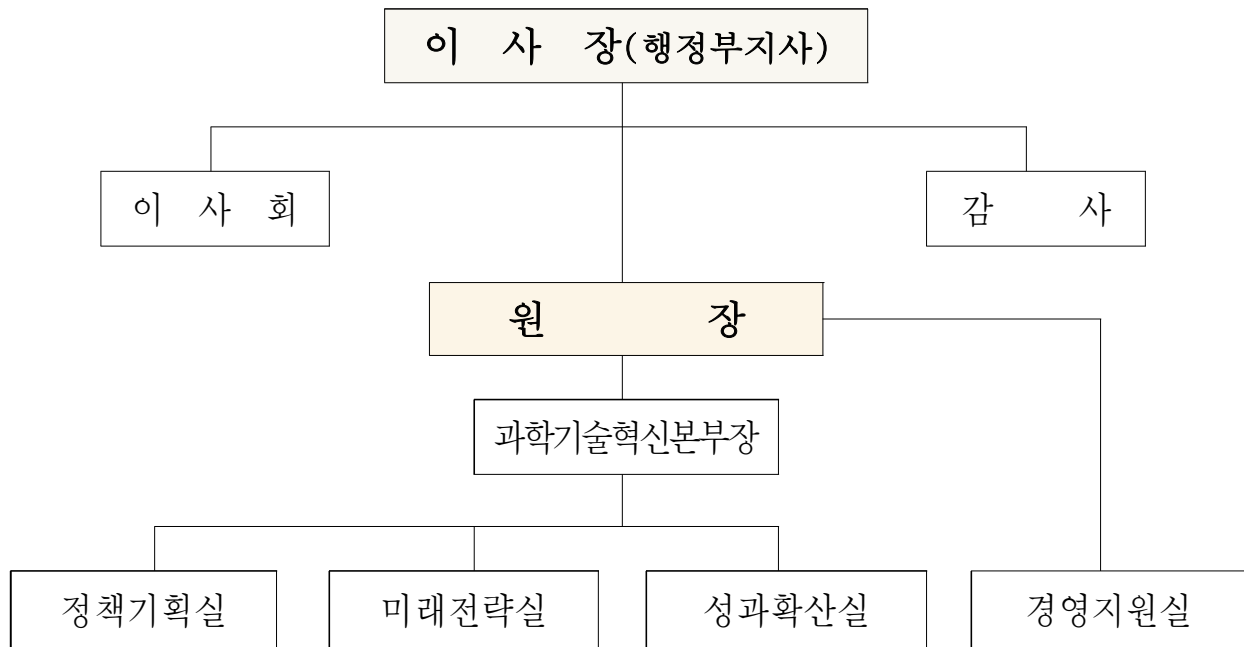 이 사 장(행정부지사)
이 사 회
감 사
원 장
과학기술혁신본부장
정책기획실
미래전략실
성과확산실
경영지원실